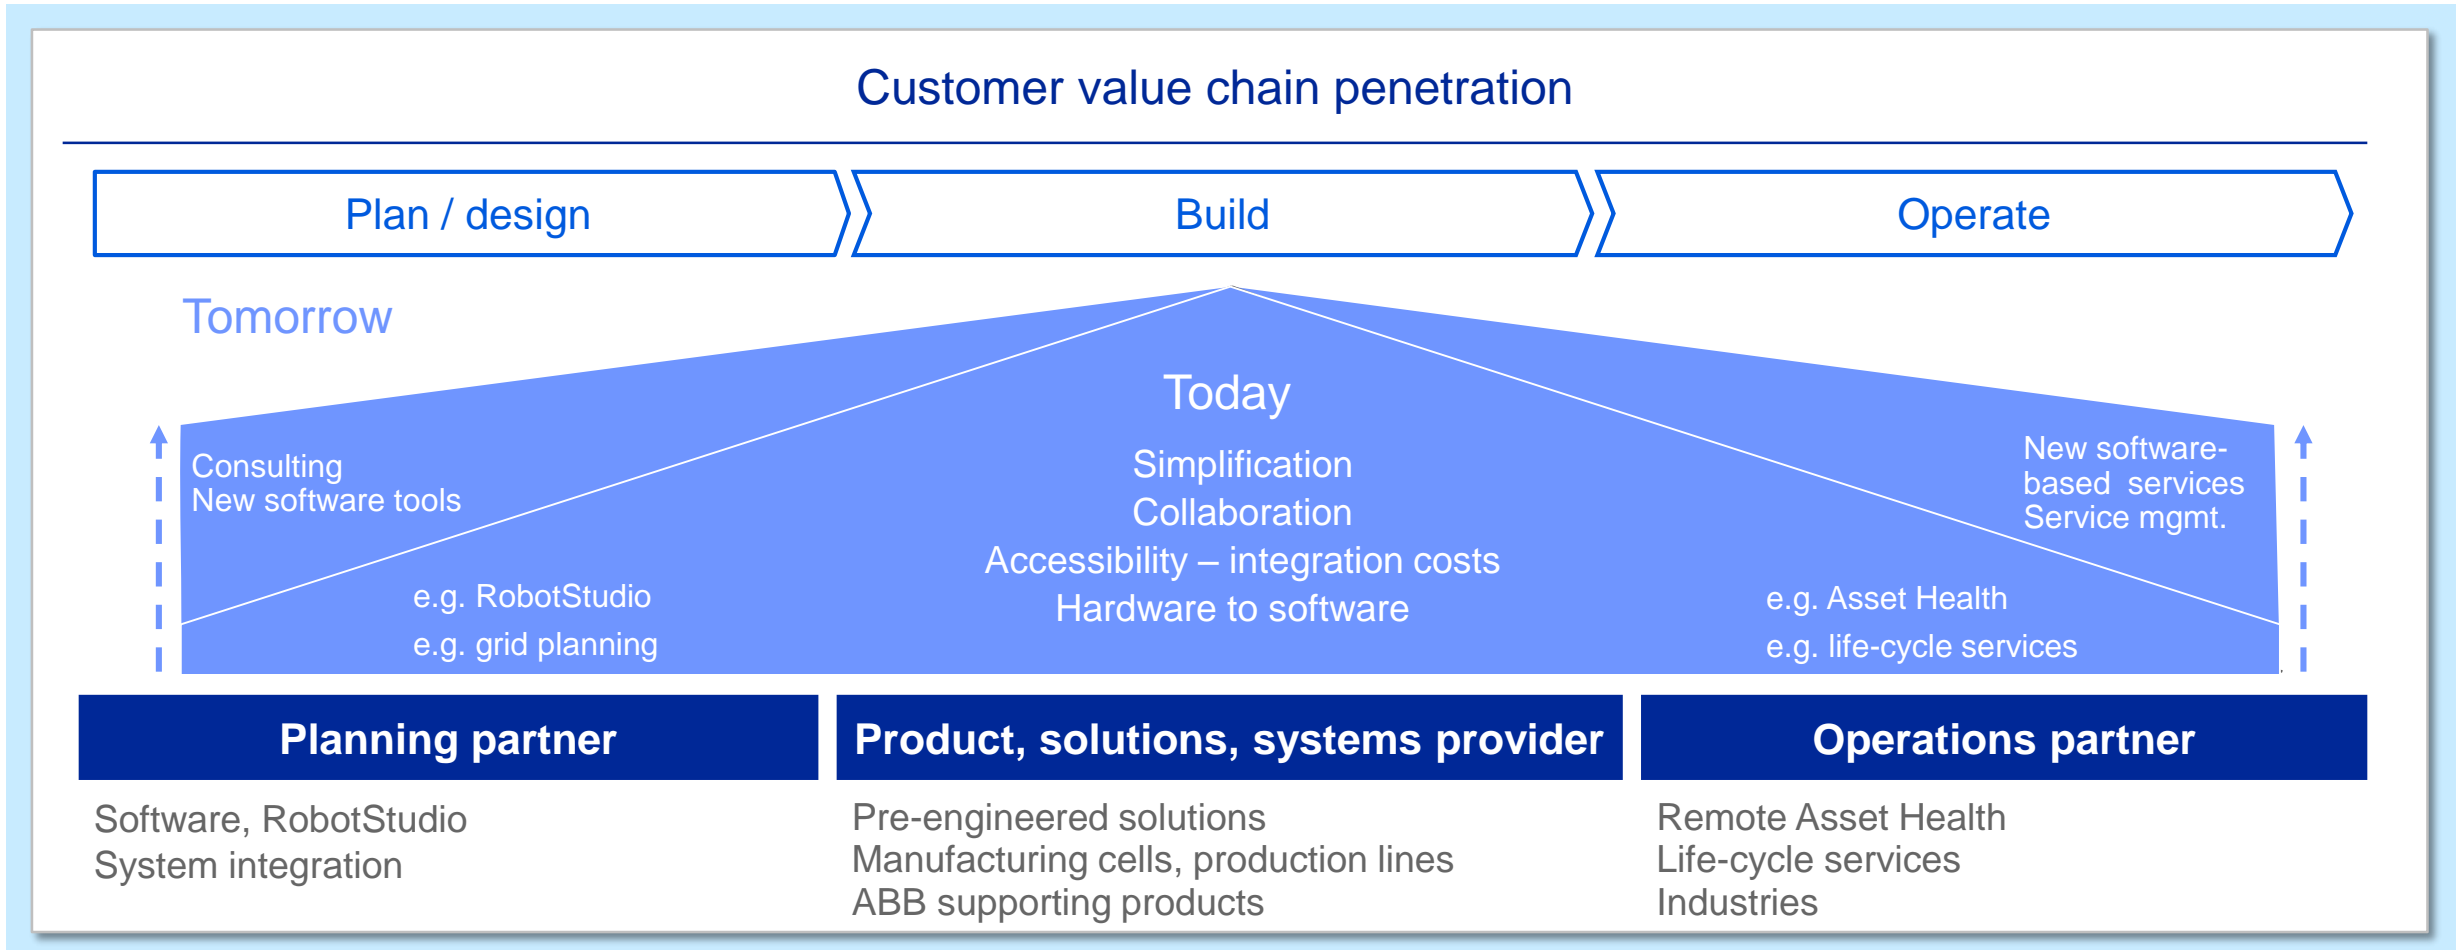 Customer value chain penetration
Plan / design
Build
Operate
Tomorrow
Today
Simplification
Collaboration
Accessibility – integration costs
Hardware to software
Consulting
New software tools
e.g. RobotStudio
e.g. grid planning
New software-
based services
Service mgmt.
e.g. Asset Health
e.g. life-cycle services
Planning partner
Product, solutions, systems provider
Operations partner
Software, RobotStudio
System integration
Pre-engineered solutions
Manufacturing cells, production lines
ABB supporting products
Remote Asset Health
Life-cycle services
Industries